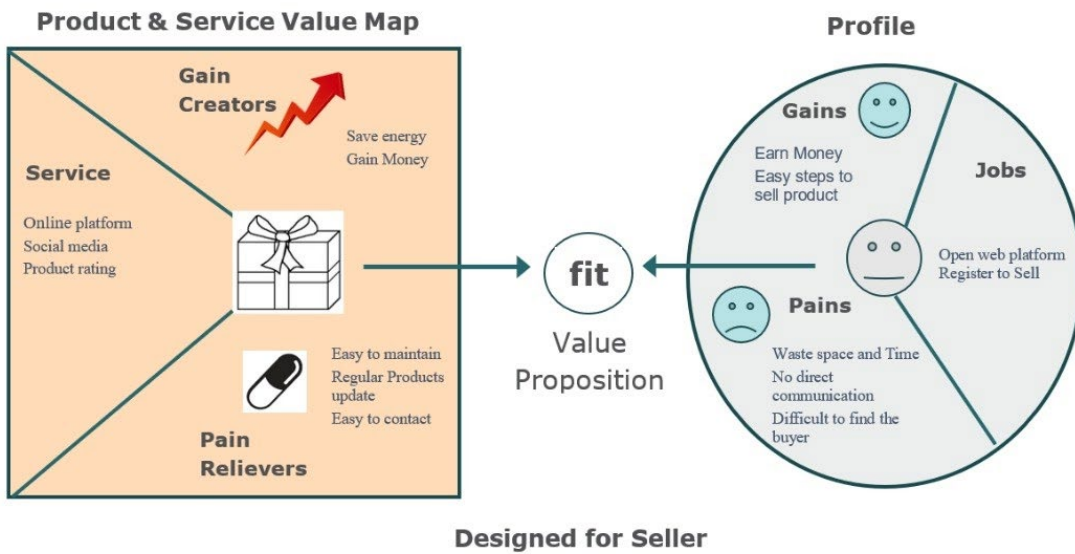 Product & Service Value Map
Gain
Creators
Save energy
Gain Money
Service
Online platform
Social media
Product rating
Easy to maintain
Regular Products
update
Easy to contact
Pain
Relievers
fit
Value
Proposition
Profile
Gains
Earn Money
Easy steps to
sell product
Jobs
Open web platform
Register to Sell
Pains
Waste space and Time
No direct
communication
Difficult to find the
buyer
Designed for Seller